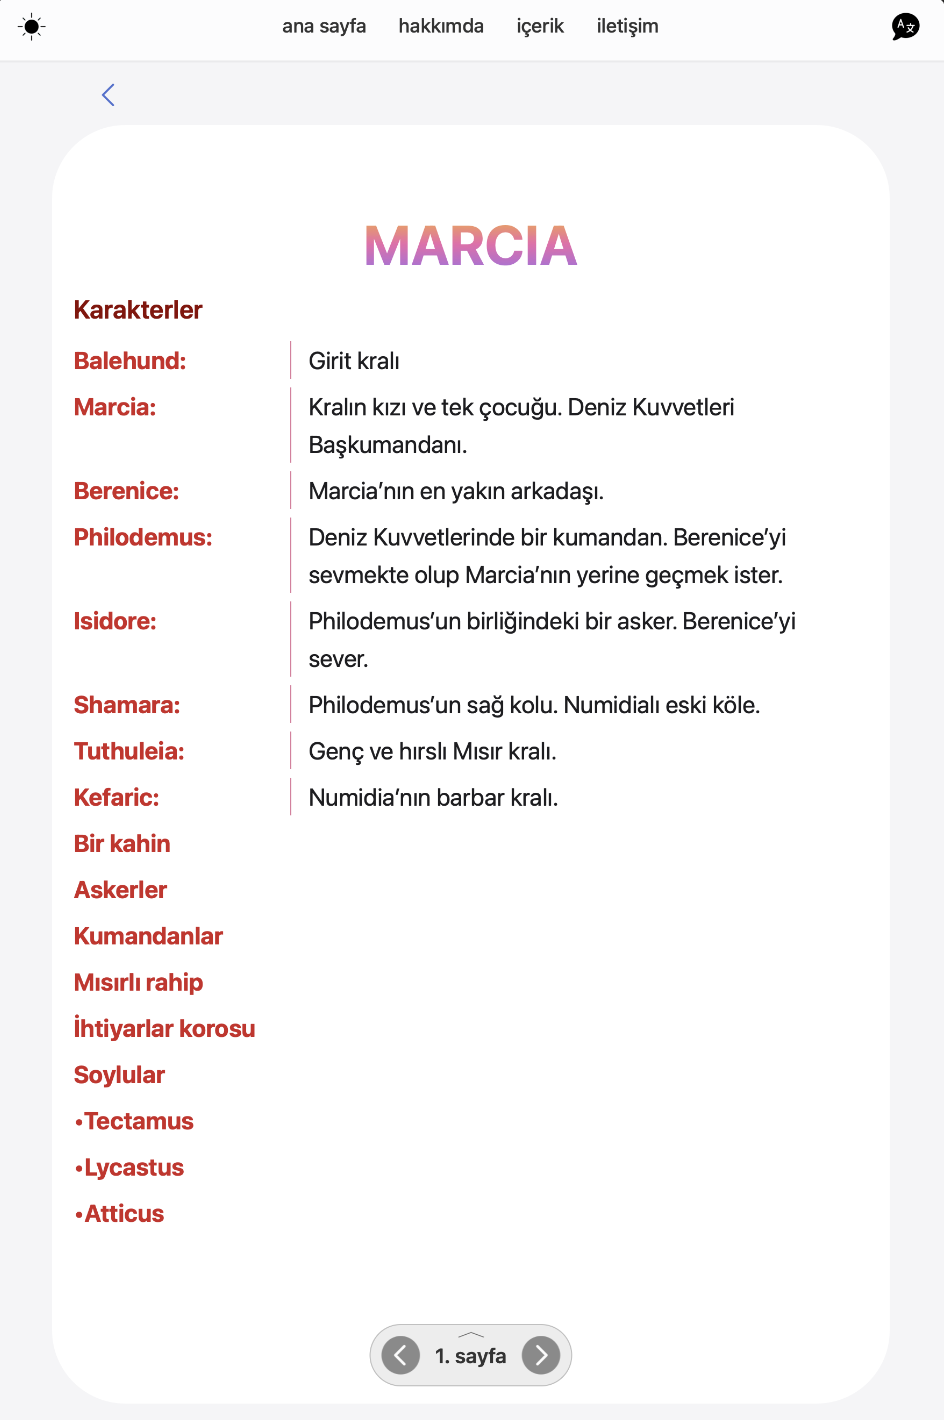 ana sayfa hakkımda içerik iletişim
MARCIA
Karakterler
Balehund: Girit kralı
Marcia: Kralın kızı ve tek çocuğu. Deniz Kuvvetleri
Başkumandanı.
Berenice: Marcia’nın en yakın arkadaşı.
Philodemus: Deniz Kuvvetlerinde bir kumandan. Berenice’yi
sevmekte olup Marcia’nın yerine geçmek ister.
Isidore: Philodemus’un birliğindeki bir asker. Berenice’yi
sever.
Shamara: Philodemus’un sağ kolu. Numidialı eski köle.
Tuthuleia: Genç ve hırslı Mısır kralı.
Kefaric: Numidia’nın barbar kralı.
Bir kahin
Askerler
Kumandanlar
Mısırlı rahip
İhtiyarlar korosu
Soylular
•Tectamus
•Lycastus
•Atticus
1. sayfa